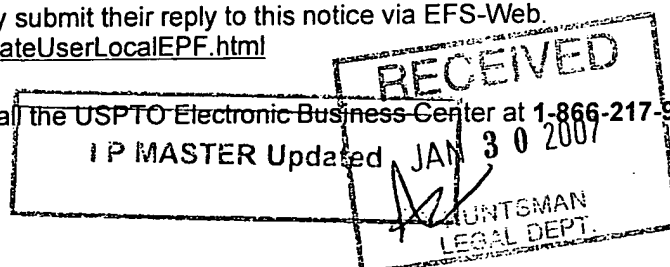 y submit their reply to this notice via EFS-Web.
ateUserLocalEPF.html
RECEIVED
all the USPTO Electronic Business Center at 1-866-217-9
I P MASTER Updated
JAN 30 2007
HUNTSMAN
LEGAL DEPT.